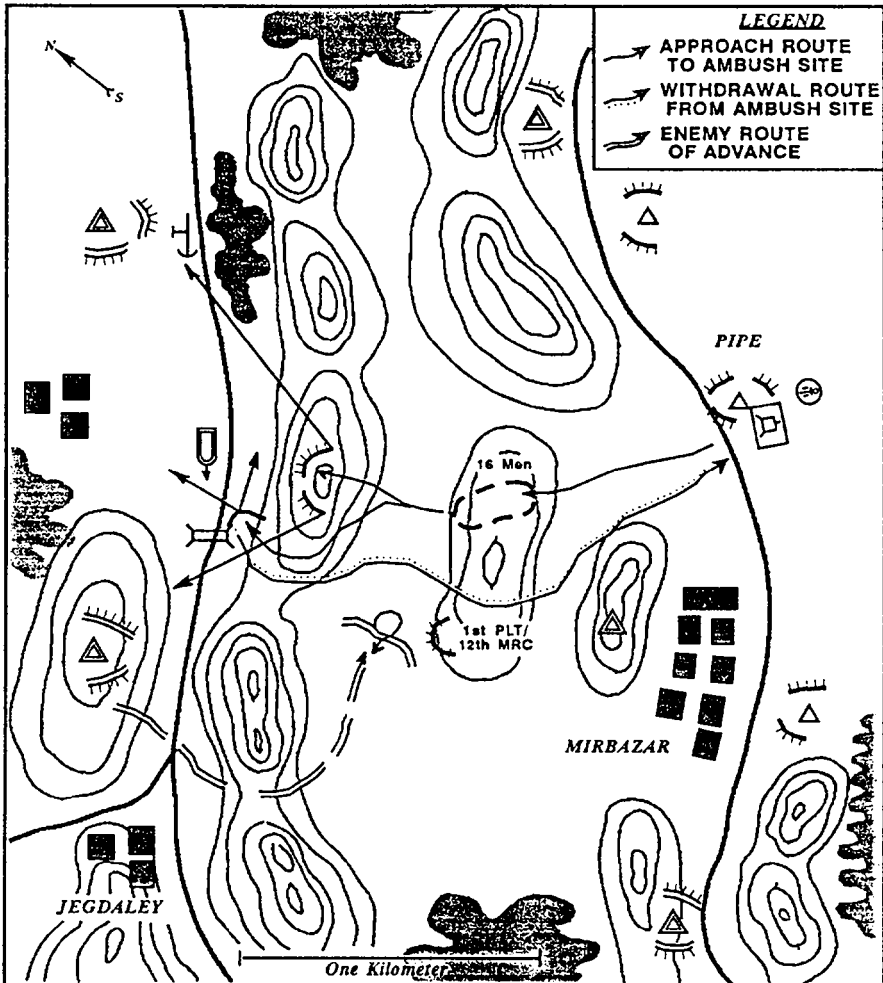 LEGEND
APPROACH ROUTE
TO AMBUSH SITE
WITHDRAWAL ROUTE
FROM AMBUSH SITE
ENEMY ROUTE
OF ADVANCE
N
S
PIPE
16 Men
1st PLT/
12th MRC
MIRBAZAR
JEGDALEY
One Kilometer